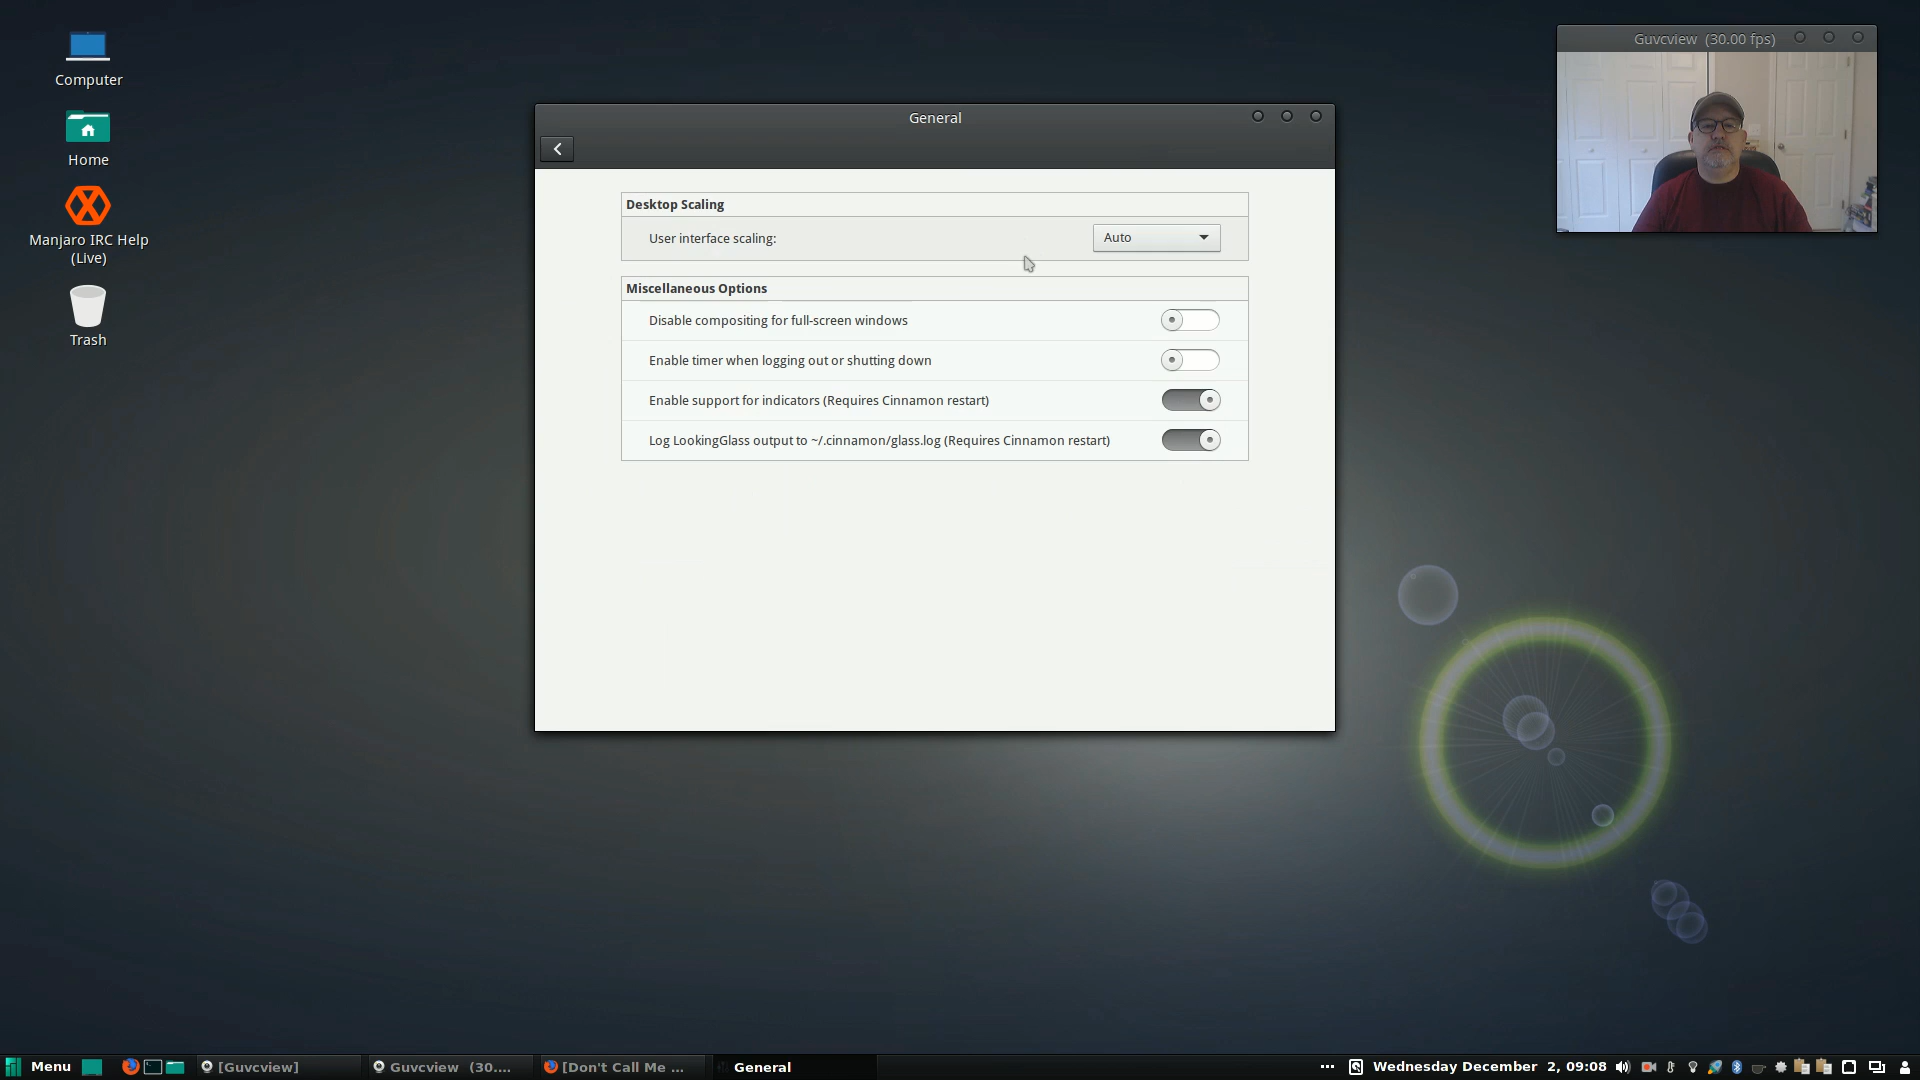 Computer
Home
Manjaro IRC Help
(Live)
Trash
Guvcview (30.00 fps)
General
Desktop Scaling
User interface scaling:
Auto
Miscellaneous Options
Disable compositing for full-screen windows
Enable timer when logging out or shutting down
Enable support for indicators (Requires Cinnamon restart)
Log LookingGlass output to ~/.cinnamon/glass.log (Requires Cinnamon restart)
Menu
[Guvcview]
Guvcview (30....
[Don't Call Me ...
General
Wednesday December 2, 09:08